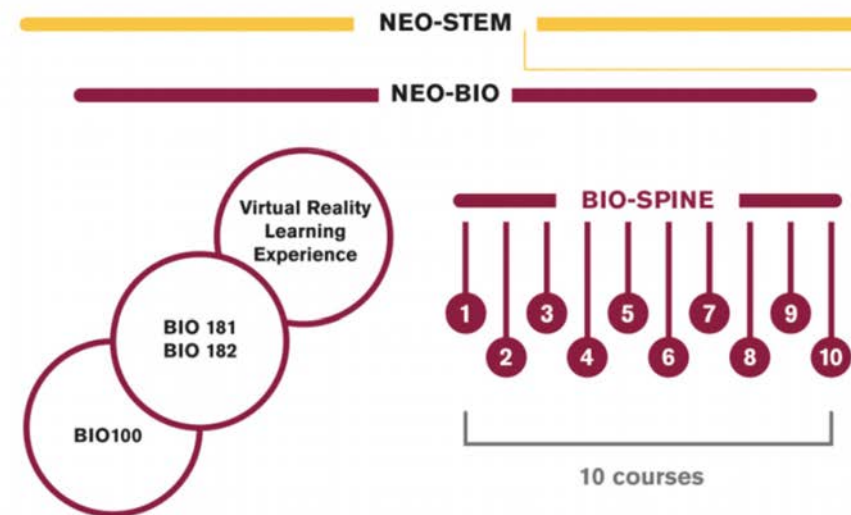 NEO-STEM
NEO-BIO
Virtual Reality
Learning
Experience
BIO 181
BIO 182
BIO100
BIO-SPINE
1
2
3
4
5
6
7
8
9
10
10 courses